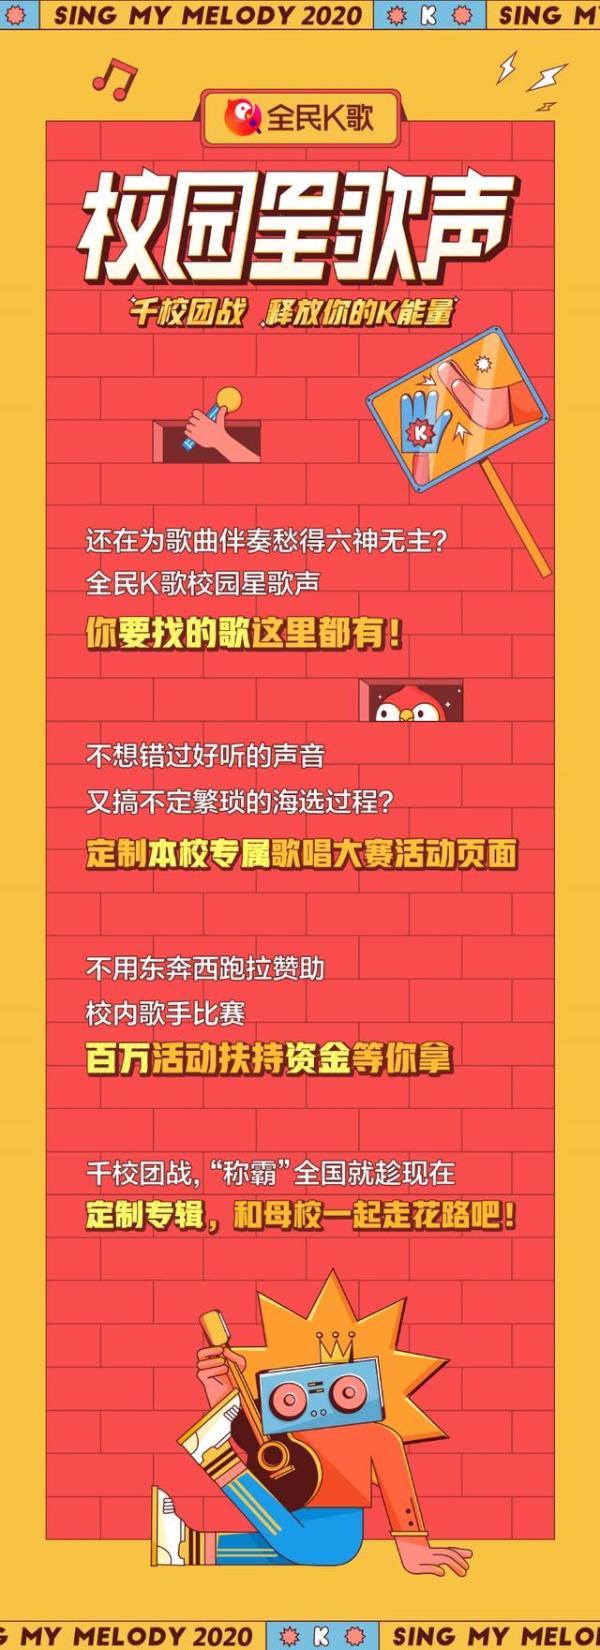 SING MY MELODY 2020 K SING MY
全民K歌
校园星歌声
千校团战 释放你的K能量
K
还在为歌曲伴奏愁得六神无主?
全民K歌校园星歌声
你要找的歌这里都有!
不想错过好听的声音
又搞不定繁琐的海选过程?
定制本校专属歌唱大赛活动页面
不用东奔西跑拉赞助
校内歌手比赛
百万活动扶持资金等你拿
千校团战,“称霸”全国就趁现在
定制专辑,和母校一起走花路吧!
G MY MELODY 2020 K SING MY MELO